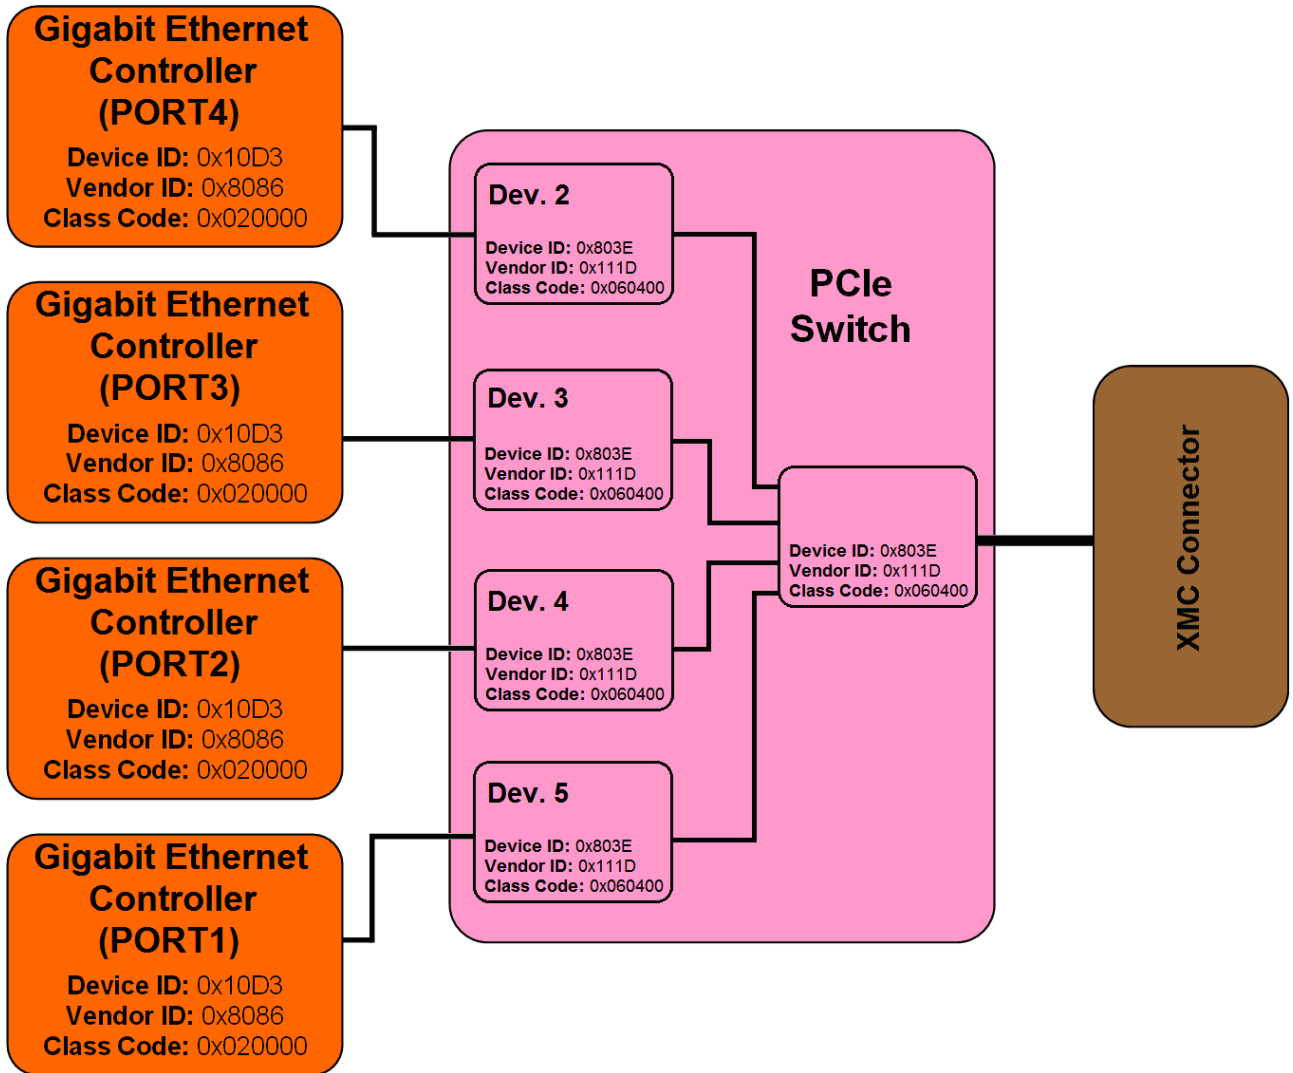 Gigabit Ethernet
Controller
(PORT4)
Device ID: 0x10D3
Vendor ID: 0x8086
Class Code: 0x020000
Gigabit Ethernet
Controller
(PORT3)
Device ID: 0x10D3
Vendor ID: 0x8086
Class Code: 0x020000
Gigabit Ethernet
Controller
(PORT2)
Device ID: 0x10D3
Vendor ID: 0x8086
Class Code: 0x020000
Gigabit Ethernet
Controller
(PORT1)
Device ID: 0x10D3
Vendor ID: 0x8086
Class Code: 0x020000
Dev. 2
Device ID: 0x803E
Vendor ID: 0x111D
Class Code: 0x060400
Dev. 3
Device ID: 0x803E
Vendor ID: 0x111D
Class Code: 0x060400
Dev. 4
Device ID: 0x803E
Vendor ID: 0x111D
Class Code: 0x060400
Dev. 5
Device ID: 0x803E
Vendor ID: 0x111D
Class Code: 0x060400
PCIe
Switch
Device ID: 0x803E
Vendor ID: 0x111D
Class Code: 0x060400
XMC Connector